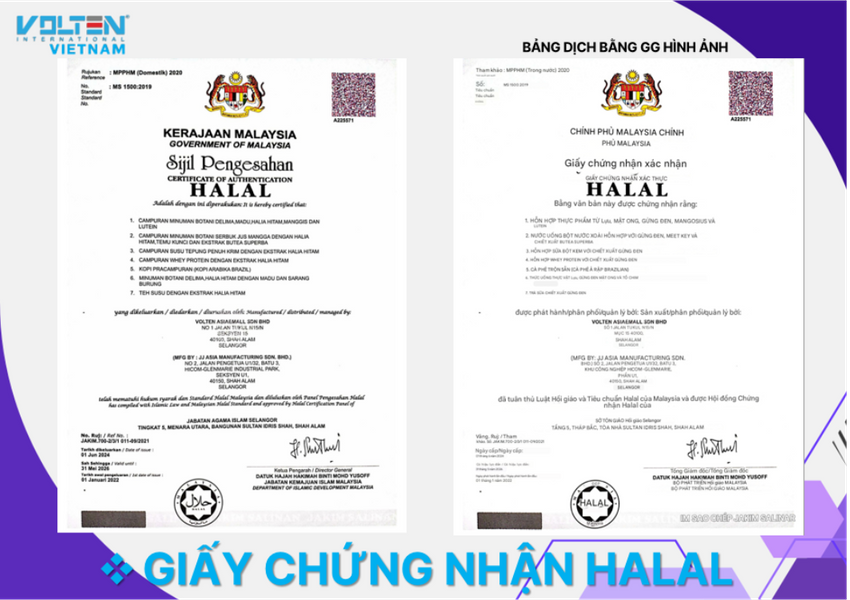 VOLTEN
INTERNATIONAL
VIETNAM
BẢNG DỊCH BẰNG GG HÌNH ẢNH
Rujukan : MPPHM (Domestik) 2020
Reference
No. : MS 1500:2019
Standard
Standard
No.
A225571
KERAJAAN MALAYSIA
GOVERNMENT OF MALAYSIA
Sijil Pengesahan
CERTIFICATE OF AUTHENTICATION
HALAL
Adalah dengan ini diperakukan: It is hereby certified that:
1. CAMPURAN MINUMAN BOTANI DELIMA,MADU,HALIA HITAM,MANGGIS DAN
LUTEIN
2. CAMPURAN MINUMAN BOTANI SERBUK JUS MANGGA DENGAN HALIA
HITAM,TEMU KUNCI DAN EKSTRAK BUTEA SUPERBA
3. CAMPURAN SUSU TEPUNG PENUH KRIM DENGAN EKSTRAK HALIA HITAM
4. CAMPURAN WHEY PROTEIN DENGAN EKSTRAK HALIA HITAM
5. KOPI PRACAMPURAN (KOPI ARABIKA BRAZIL)
6. MINUMAN BOTANI DELIMA,HALIA HITAM DENGAN MADU DAN SARANG
BURUNG
7. TEH SUSU DENGAN EKSTRAK HALIA HITAM
yang dikeluarkan / diedarkan / diuruskan oleh: Manufactured / distributed / managed by:
VOLTEN ASIAEMALL SDN BHD
40150, SHAH ALAM
SELANGOR
(MFG BY : JJ ASIA MANUFACTURING SDN. BHD.)
NO 2, JALAN PENGETUA U1/32, BATU 3,
HICOM-GLENMARIE INDUSTRIAL PARK,
SEKSYEN U1,
40150, SHAH ALAM
SELANGOR
telah mematuhi hukum syarak dan Standard Halal Malaysia dan diluluskan oleh Panel Pengesahan Halal
has complied with Islamic Law and Malaysian Halal Standard and approved by Halal Certification Panel of
JABATAN AGAMA ISLAM SELANGOR
TINGKAT 5, MENARA UTARA, BANGUNAN SULTAN IDRIS SHAH, SHAH ALAM
No. Ruj / Ref No. :
JAKIM.700-2/3/1 011-09/2021
Tarikh dikeluarkan / Date of issue :
01 Jun 2024
Sah Sehingga / Valid until :
31 Mei 2026
01 Januari 2022
Ketua Pengarah / Director General
DATUK HAJAH HAKIMAH BINTI MOHD YUSOFF
JABATAN KEMAJUAN ISLAM MALAYSIA
DEPARTMENT OF ISLAMIC DEVELOPMENT MALAYSIA
حلال
HALAL
Tham khảo : MPPHM (Trong nước) 2020
Số: MS 1500:2019
Tiêu chuẩn
A225571
CHÍNH PHỦ MALAYSIA CHÍNH
PHỦ MALAYSIA
Giấy chứng nhận xác nhận
GIẤY CHỨNG NHẬN XÁC THỰC
HALAL
Bằng văn bản này được chứng nhận rằng:
1. HỖN HỢP THỰC PHẨM TỪ LỰU, MẬT ONG, GỪNG ĐEN, MANGOSIUS VÀ
LUTEIN
2. NƯỚC UỐNG BỘT NƯỚC XOÀI HỖN HỢP VỚI GỪNG ĐEN, MEET KEY VÀ
CHIẾT XUẤT BUTEA SUPERBA
3. HỖN HỢP SỮA BỘT KEM VỚI CHIẾT XUẤT GỪNG ĐEN
4. HỖN HỢP WHEY PROTEIN VỚI CHIẾT XUẤT GỪNG ĐEN
5. CÀ PHÊ TRỘN SẴN (CÀ PHÊ Ả RẬP BRAZILIAN)
7. TRÀ SỮA CHIẾT XUẤT GỪNG ĐEN
được phát hành/phân phối/quản lý bởi: Sản xuất/phân phối/quản lý bởi:
VOLTEN ASIAEMALL SDN BHD
SHAH ALAM
SELANGOR
(MFG BY: JJ ASIA MANUFACTURING SDN.
BHD.) SỐ 2, JALAN PENGETUA U1/32, BATU 3,
KHU CÔNG NGHIỆP HICOM-GLENMARIE,
PHẦN U1,
40150, SHAH ALAM
SELANGOR
đã tuân thủ Luật Hồi giáo và Tiêu chuẩn Halal của Malaysia và được Hội đồng Chứng
nhận Halal của
SỞ TÔN GIÁO Hồi giáo Selangor
TẦNG 5, THÁP BẮC, TÒA NHÀ SULTAN IDRIS SHAH, SHAH ALAM
Vâng. Ruj / Tham
khảo số:
Ngày cấp/Ngày cấp:
Tổng Giám đốc/Tổng Giám đốc
DATUK HAJAH HAKIMAH BINTI MOHD YUSOFF
BỘ PHÁT TRIỂN HỒI GIÁO MALAYSIA
BỘ PHÁT TRIỂN HỒI GIÁO MALAYSIA
HALAL
❖ GIẤY CHỨNG NHẬN HALAL